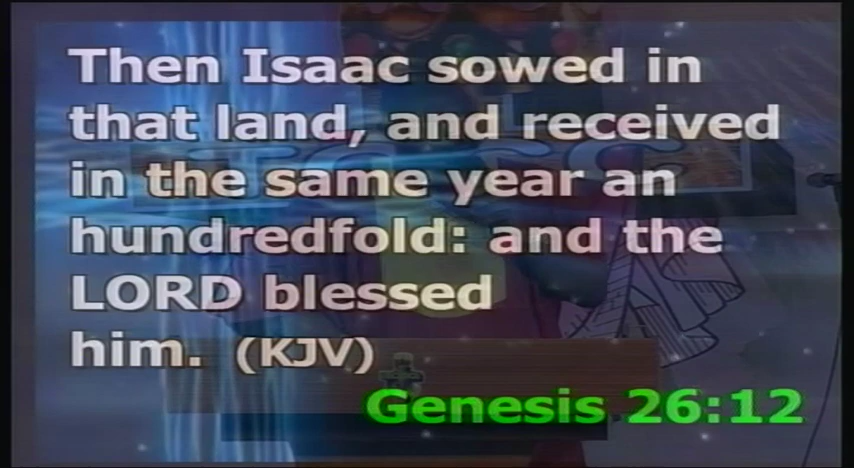 Then Isaac sowed in
that land, and received
in the same year an
hundredfold: and the
LORD blessed
him. (KJV)
Genesis 26:12